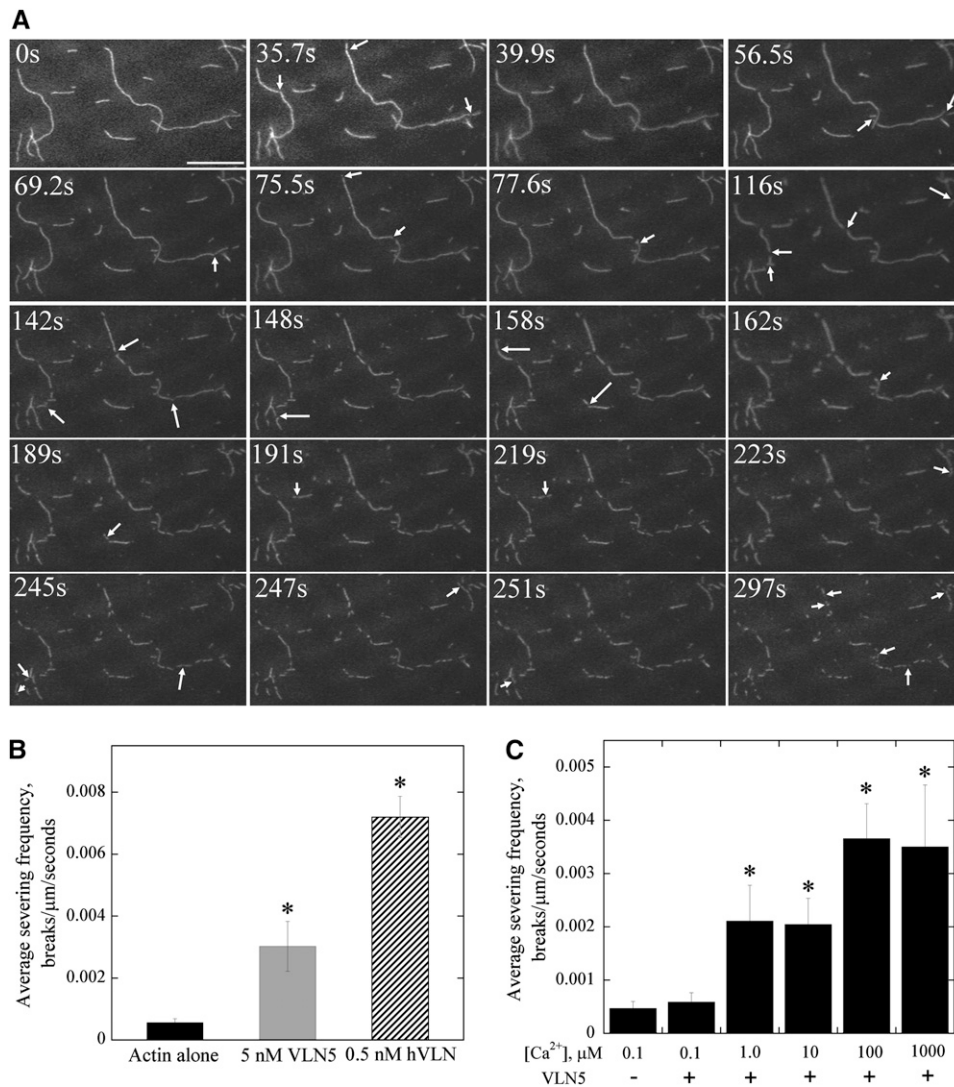 A
0s 35.7s 39.9s 56.5s
69.2s 75.5s 77.6s 116s
142s 148s 158s 162s
189s 191s 219s 223s
245s 247s 251s 297s
B
Average severing frequency,
breaks/μm/seconds
0.008
0.006
0.004
0.002
0
* *
Actin alone 5 nM VLN5 0.5 nM hVLN
C
Average severing frequency,
breaks/μm/seconds
0.005
0.004
0.003
0.002
0.001
0
* * * *
[Ca²⁺], μM 0.1 0.1 1.0 10 100 1000
VLN5 - + + + + +